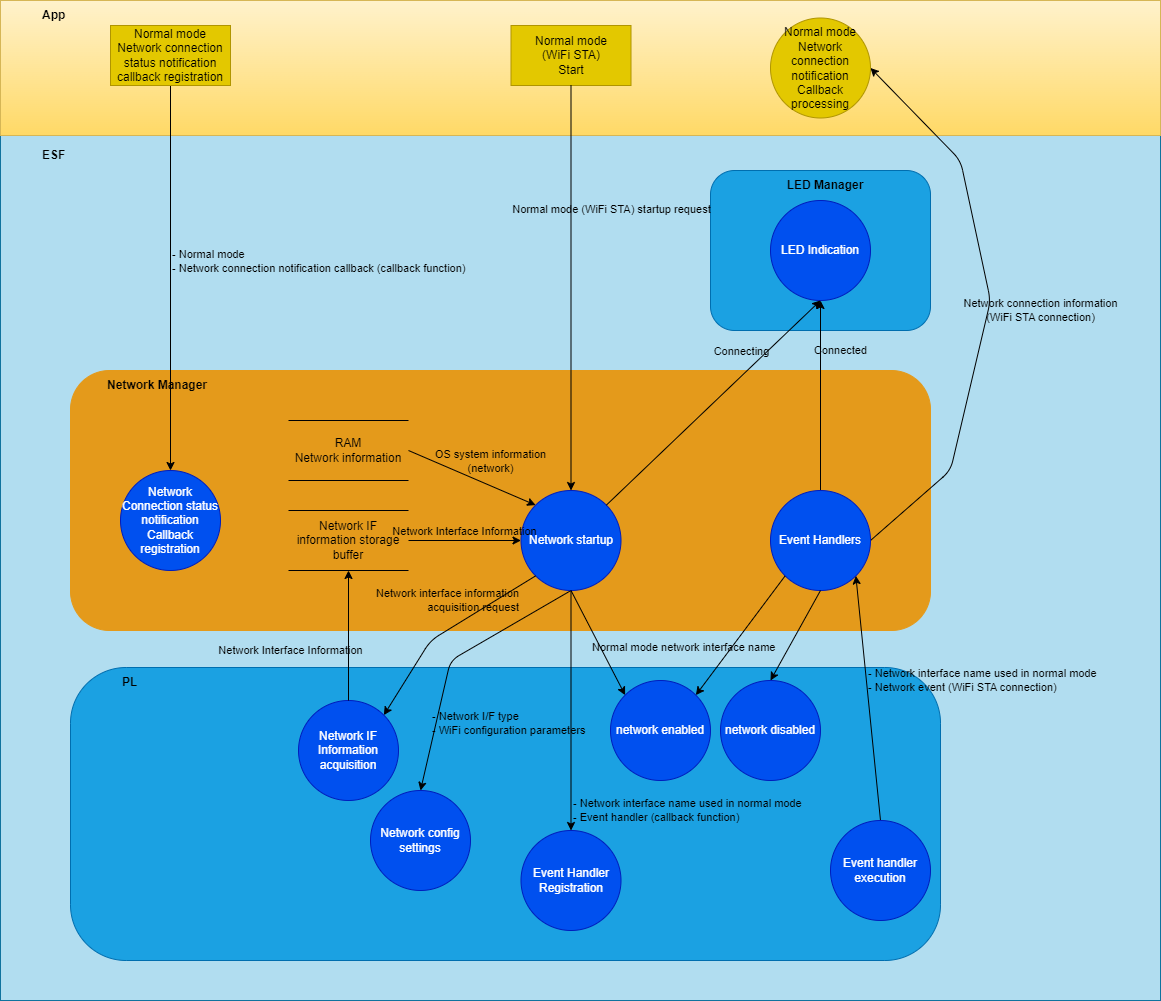 App
Normal mode
Network connection
status notification
callback registration
Normal mode
(WiFi STA)
Start
Normal mode
Network
connection
notification
Callback
processing
ESF
LED Manager
Normal mode (WiFi STA) startup request
LED Indication
- Normal mode
- Network connection notification callback (callback function)
Network connection information
(WiFi STA connection)
Connecting
Connected
Network Manager
RAM
Network information
OS system information
(network)
Network
Connection status
notification
Callback
registration
Network IF
information storage
buffer
Network Interface Information
Network startup
Event Handlers
Network interface information
acquisition request
Network Interface Information
Normal mode network interface name
PL
- Network interface name used in normal mode
- Network event (WiFi STA connection)
- Network I/F type
- WiFi configuration parameters
Network IF
Information
acquisition
network enabled
network disabled
- Network interface name used in normal mode
- Event handler (callback function)
Network config
settings
Event Handler
Registration
Event handler
execution